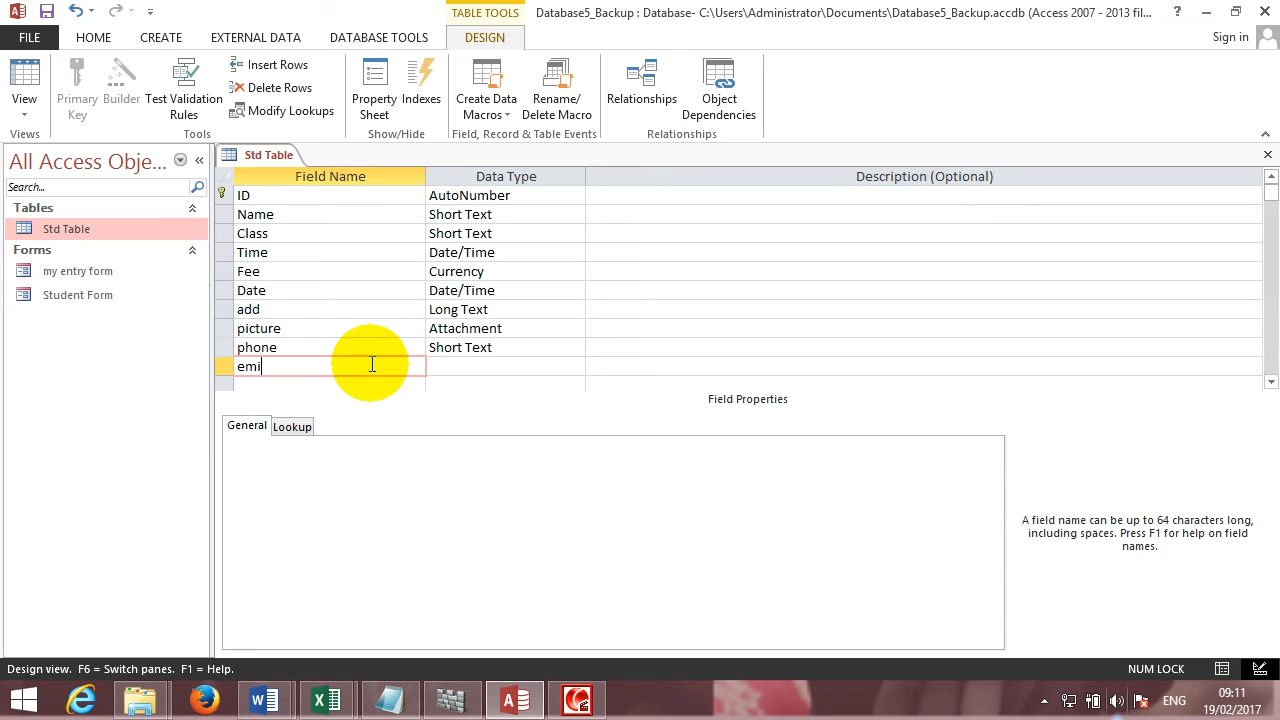 TABLE TOOLS
Database5_Backup : Database- C:\Users\Administrator\Documents\Database5_Backup.accdb (Access 2007 - 2013 fil...
?
FILE HOME CREATE EXTERNAL DATA DATABASE TOOLS DESIGN
Sign in
View
Primary Key
Builder
Test Validation Rules
Insert Rows
Delete Rows
Modify Lookups
Property Sheet
Indexes
Create Data Macros
Rename/ Delete Macro
Relationships
Object Dependencies
Views
Tools
Show/Hide
Field, Record & Table Events
Relationships
All Access Obje...
Search...
Tables
Std Table
Forms
my entry form
Student Form
Std Table
Field Name Data Type Description (Optional)
ID AutoNumber
Name Short Text
Class Short Text
Time Date/Time
Fee Currency
Date Date/Time
add Long Text
picture Attachment
phone Short Text
emi
Field Properties
General Lookup
A field name can be up to 64 characters long,
including spaces. Press F1 for help on field
names.
Design view. F6 = Switch panes. F1 = Help.
NUM LOCK
ENG
09:11
19/02/2017